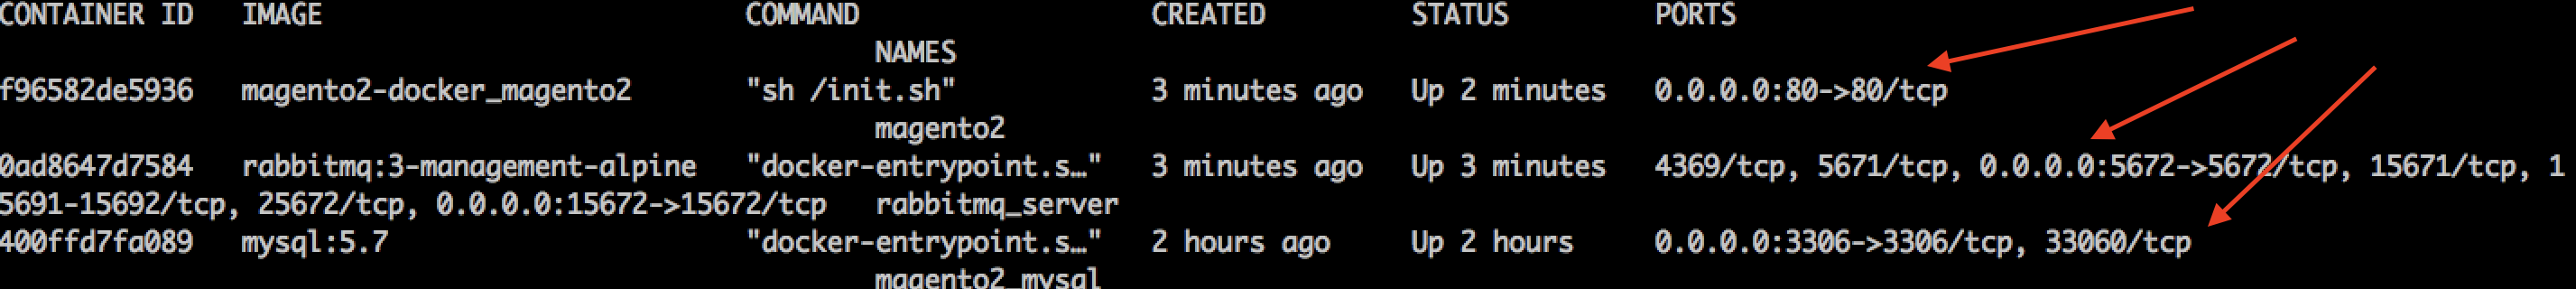 CONTAINER ID IMAGE COMMAND CREATED STATUS PORTS
NAMES
f96582de5936 magento2-docker_magento2 "sh /init.sh" 3 minutes ago Up 2 minutes 0.0.0.0:80->80/tcp
magento2
0ad8647d7584 rabbitmq:3-management-alpine "docker-entrypoint.s…" 3 minutes ago Up 3 minutes 4369/tcp, 5671/tcp, 0.0.0.0:5672->5672/tcp, 15671/tcp, 1
5691-15692/tcp, 25672/tcp, 0.0.0.0:15672->15672/tcp rabbitmq_server
400ffd7fa089 mysql:5.7 "docker-entrypoint.s…" 2 hours ago Up 2 hours 0.0.0.0:3306->3306/tcp, 33060/tcp
magento2_mysql